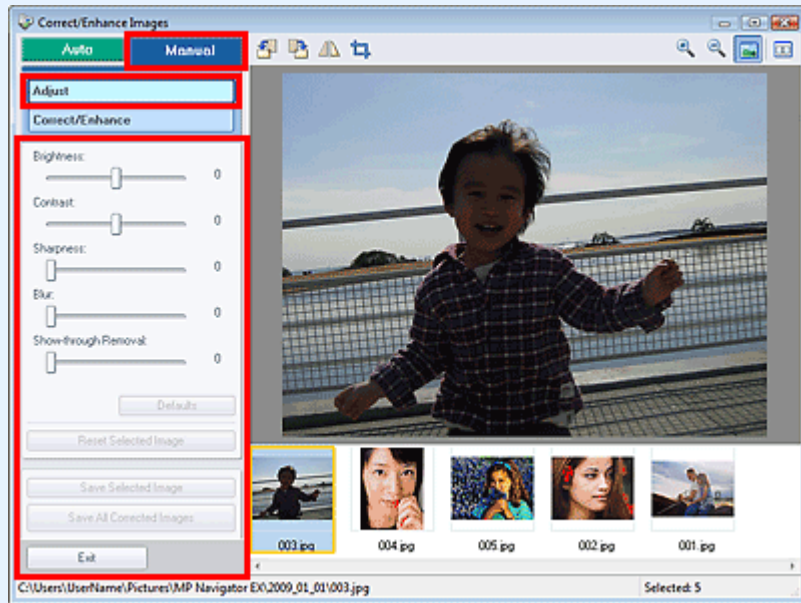 Correct/Enhance Images
Auto Manual
Adjust
Correct/Enhance
Brightness: 0
Contrast: 0
Sharpness: 0
Blur: 0
Show-through Removal: 0
Defaults
Reset Selected Image
Save Selected Image
Save All Corrected Images
Exit
003.jpg 004.jpg 005.jpg 002.jpg 001.jpg
C:\Users\UserName\Pictures\MP Navigator EX\2009_01_01\003.jpg Selected: 5